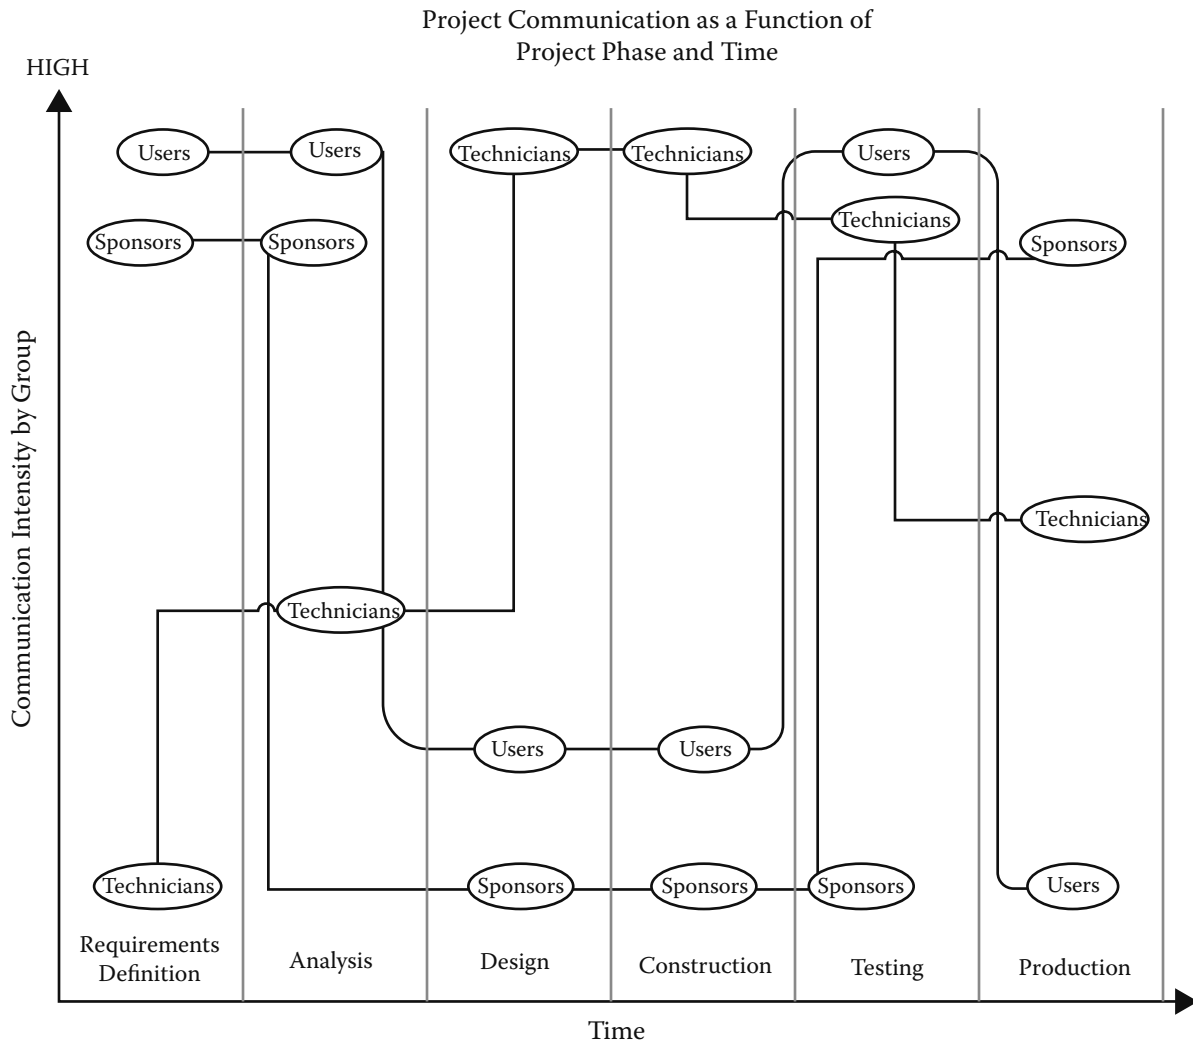 Project Communication as a Function of
Project Phase and Time
HIGH
Communication Intensity by Group
Users
Users
Technicians
Technicians
Users
Technicians
Sponsors
Sponsors
Sponsors
Technicians
Technicians
Users
Users
Technicians
Sponsors
Sponsors
Sponsors
Users
Requirements
Definition
Analysis
Design
Construction
Testing
Production
Time